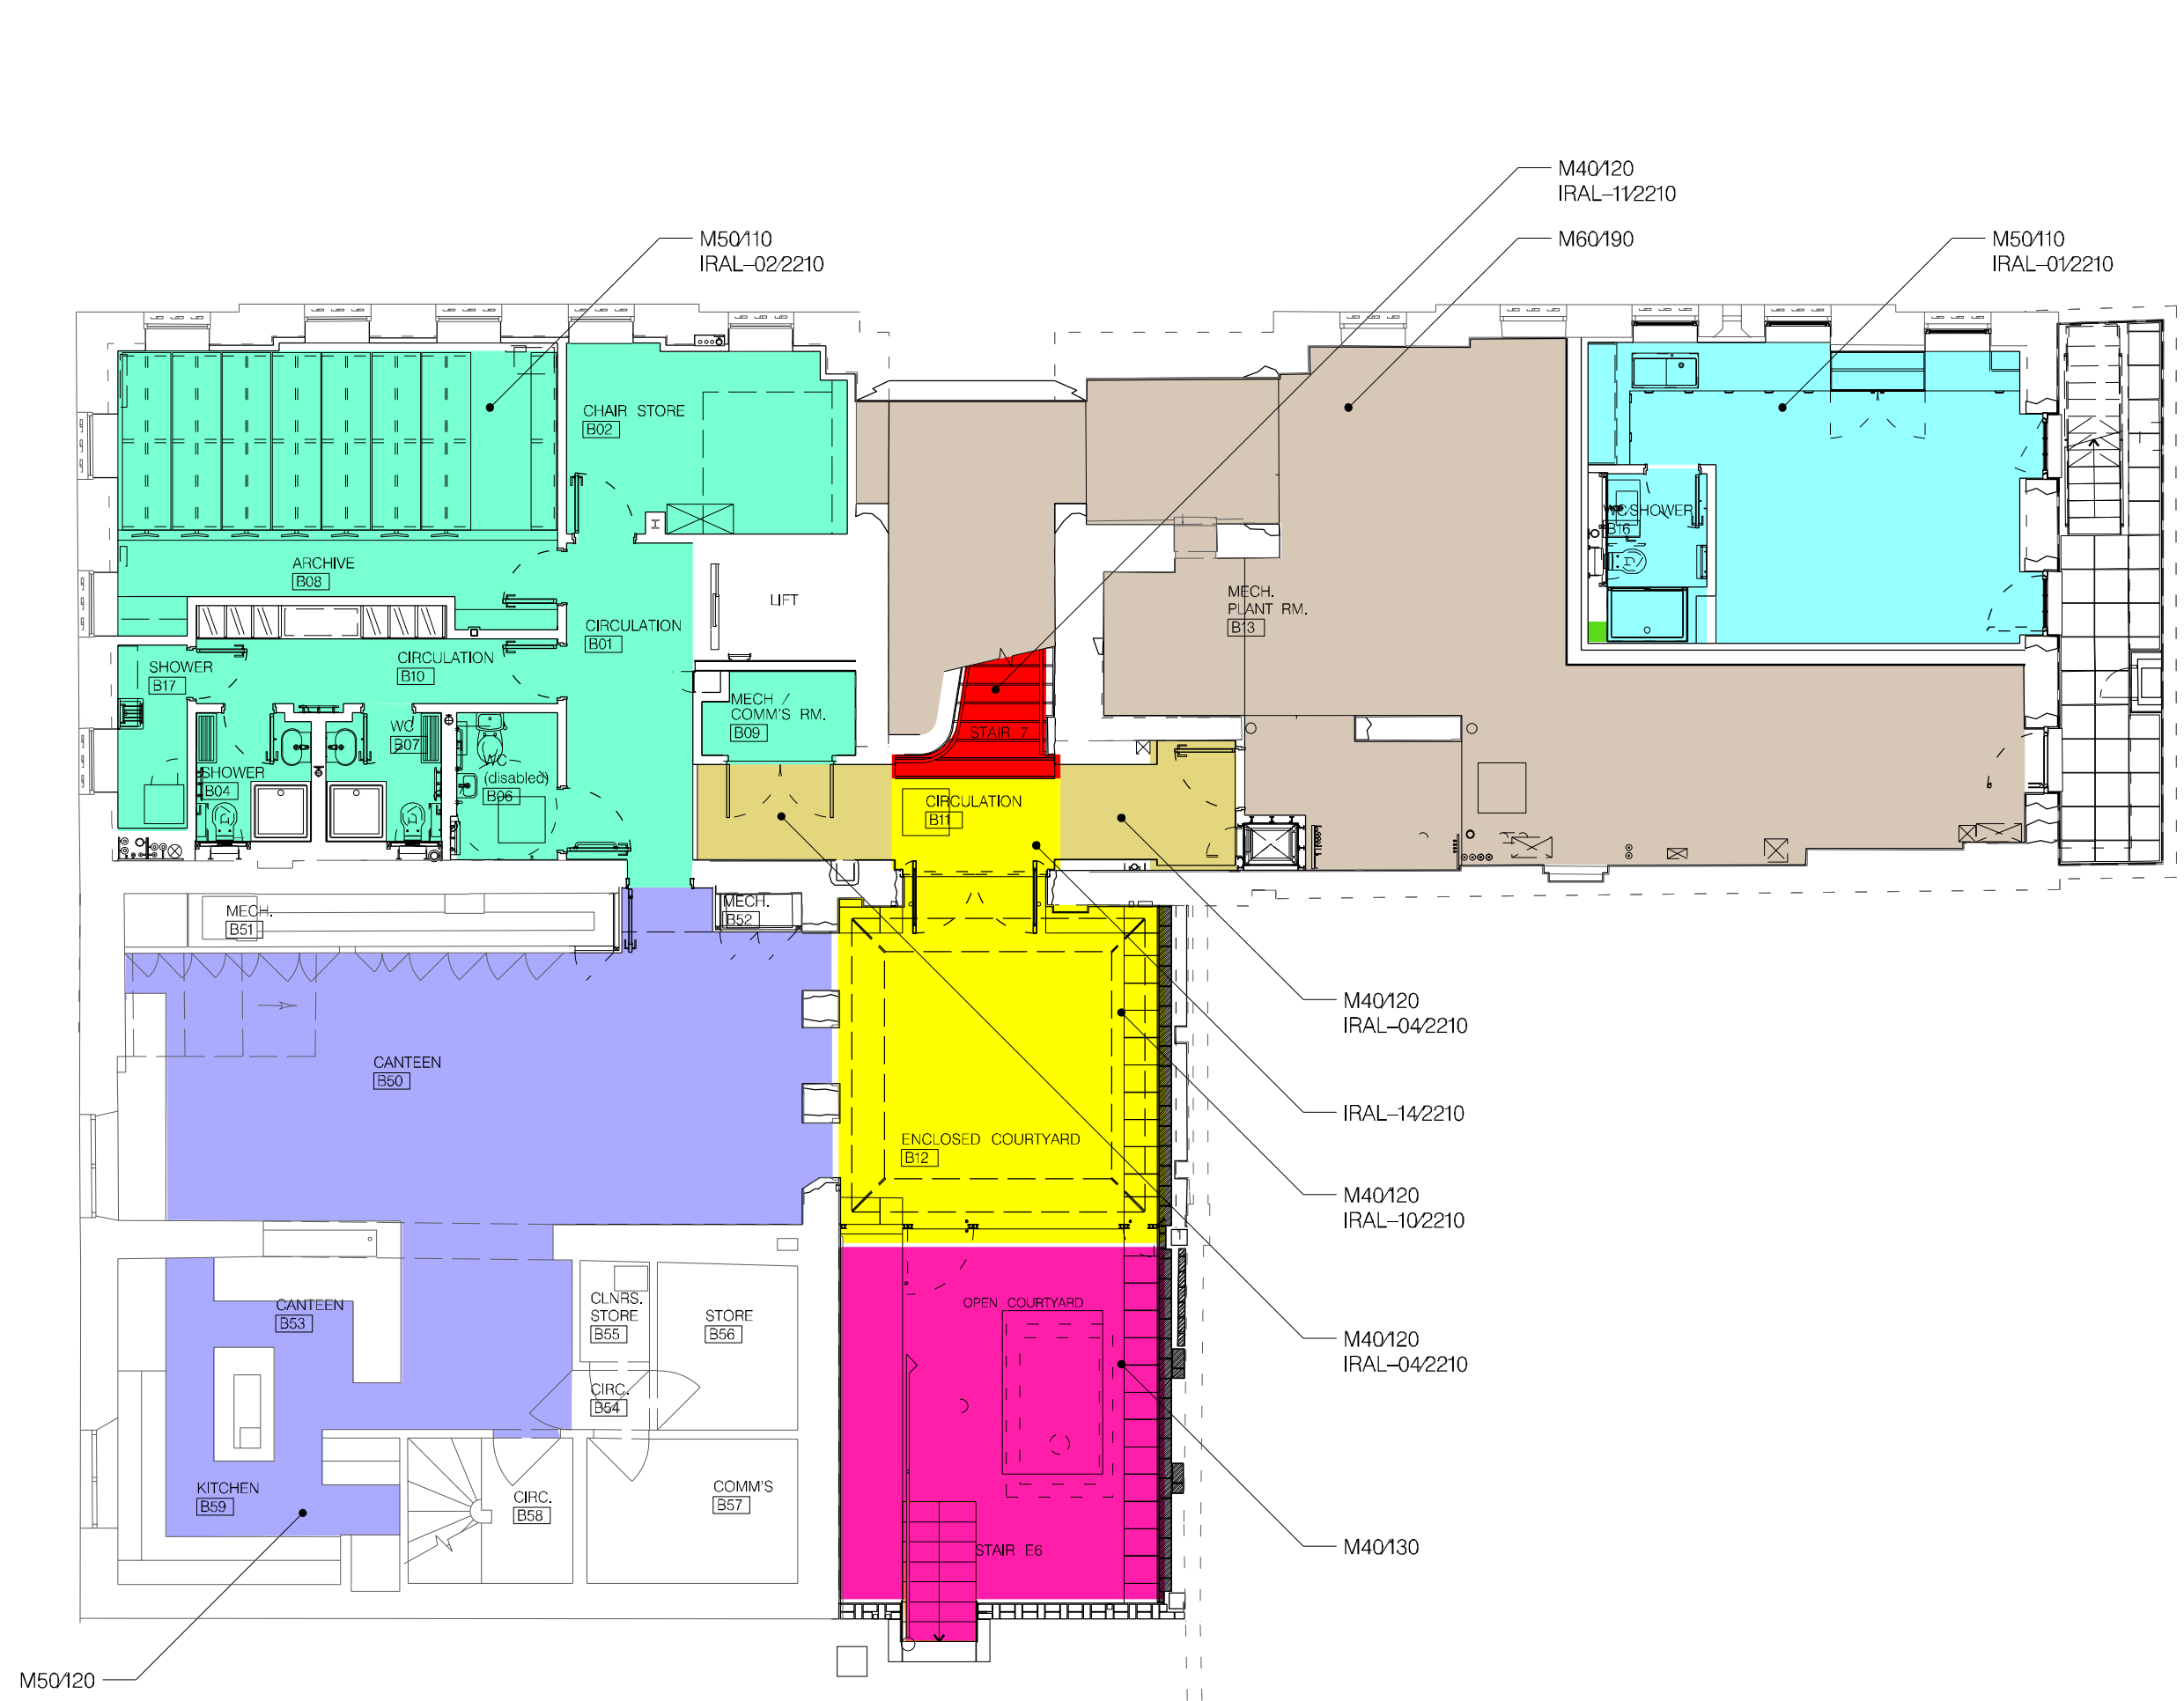 M40/120
IRAL-11/2210
M50/110
IRAL-02/2210
M60/190
M50/110
IRAL-01/2210
CHAIR STORE
B02
WC/SHOWER
B16
ARCHIVE
B08
LIFT
MECH.
PLANT RM.
B13
CIRCULATION
B01
CIRCULATION
B10
SHOWER
B17
MECH /
COMM'S RM.
B09
WC
B07
STAIR 7
WC
(disabled)
B06
SHOWER
B04
CIRCULATION
B11
MECH.
B51
MECH.
B52
M40/120
IRAL-04/2210
CANTEEN
B50
IRAL-14/2210
ENCLOSED COURTYARD
B12
M40/120
IRAL-10/2210
CANTEEN
B53
CLNRS.
STORE
B55
STORE
B56
OPEN COURTYARD
M40/120
IRAL-04/2210
CIRC.
B54
KITCHEN
B59
CIRC.
B58
COMM'S
B57
STAIR E6
M40/130
M50/120